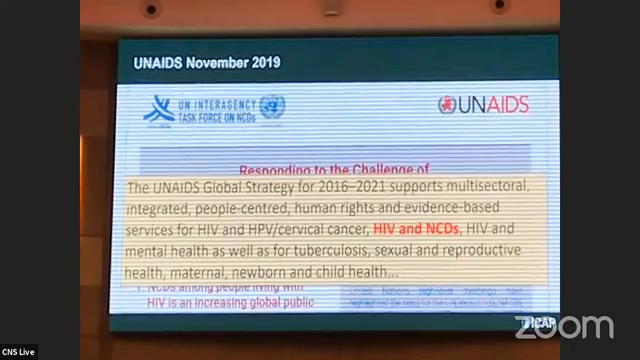 UNAIDS November 2019
UN INTERAGENCY
TASK FORCE ON NCDs
UNAIDS
Responding to the Challenge of
The UNAIDS Global Strategy for 2016–2021 supports multisectoral,
integrated, people-centred, human rights and evidence-based
services for HIV and HPV/cervical cancer, HIV and NCDs, HIV and
mental health as well as for tuberculosis, sexual and reproductive
health, maternal, newborn and child health...
1. NCDs among people living with
HIV is an increasing global public
ICAP
zoom
CNS Live